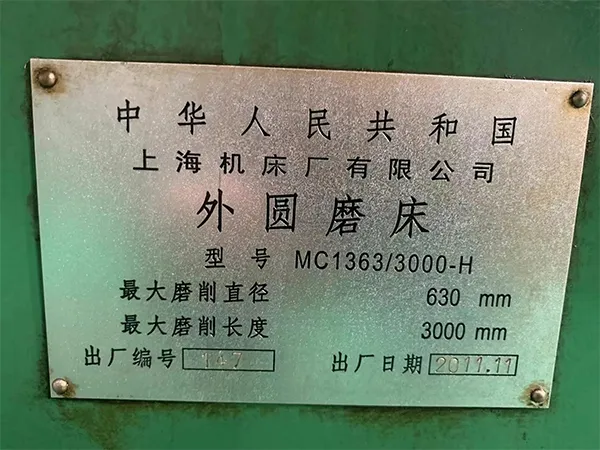 中华人民共和国
上海机床厂有限公司
外圆磨床
型号 MC1363/3000-H
最大磨削直径 630 mm
最大磨削长度 3000 mm
出厂编号 147 出厂日期 2011.11